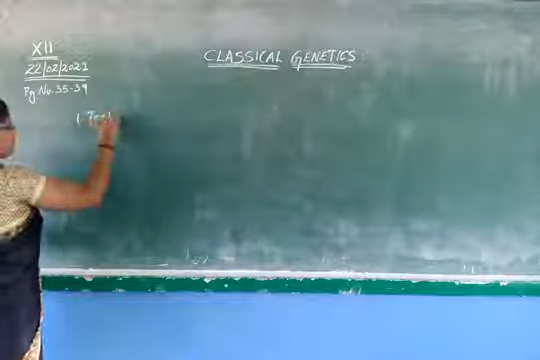 XII
22/02/2021
Pg No. 35-39
CLASSICAL GENETICS